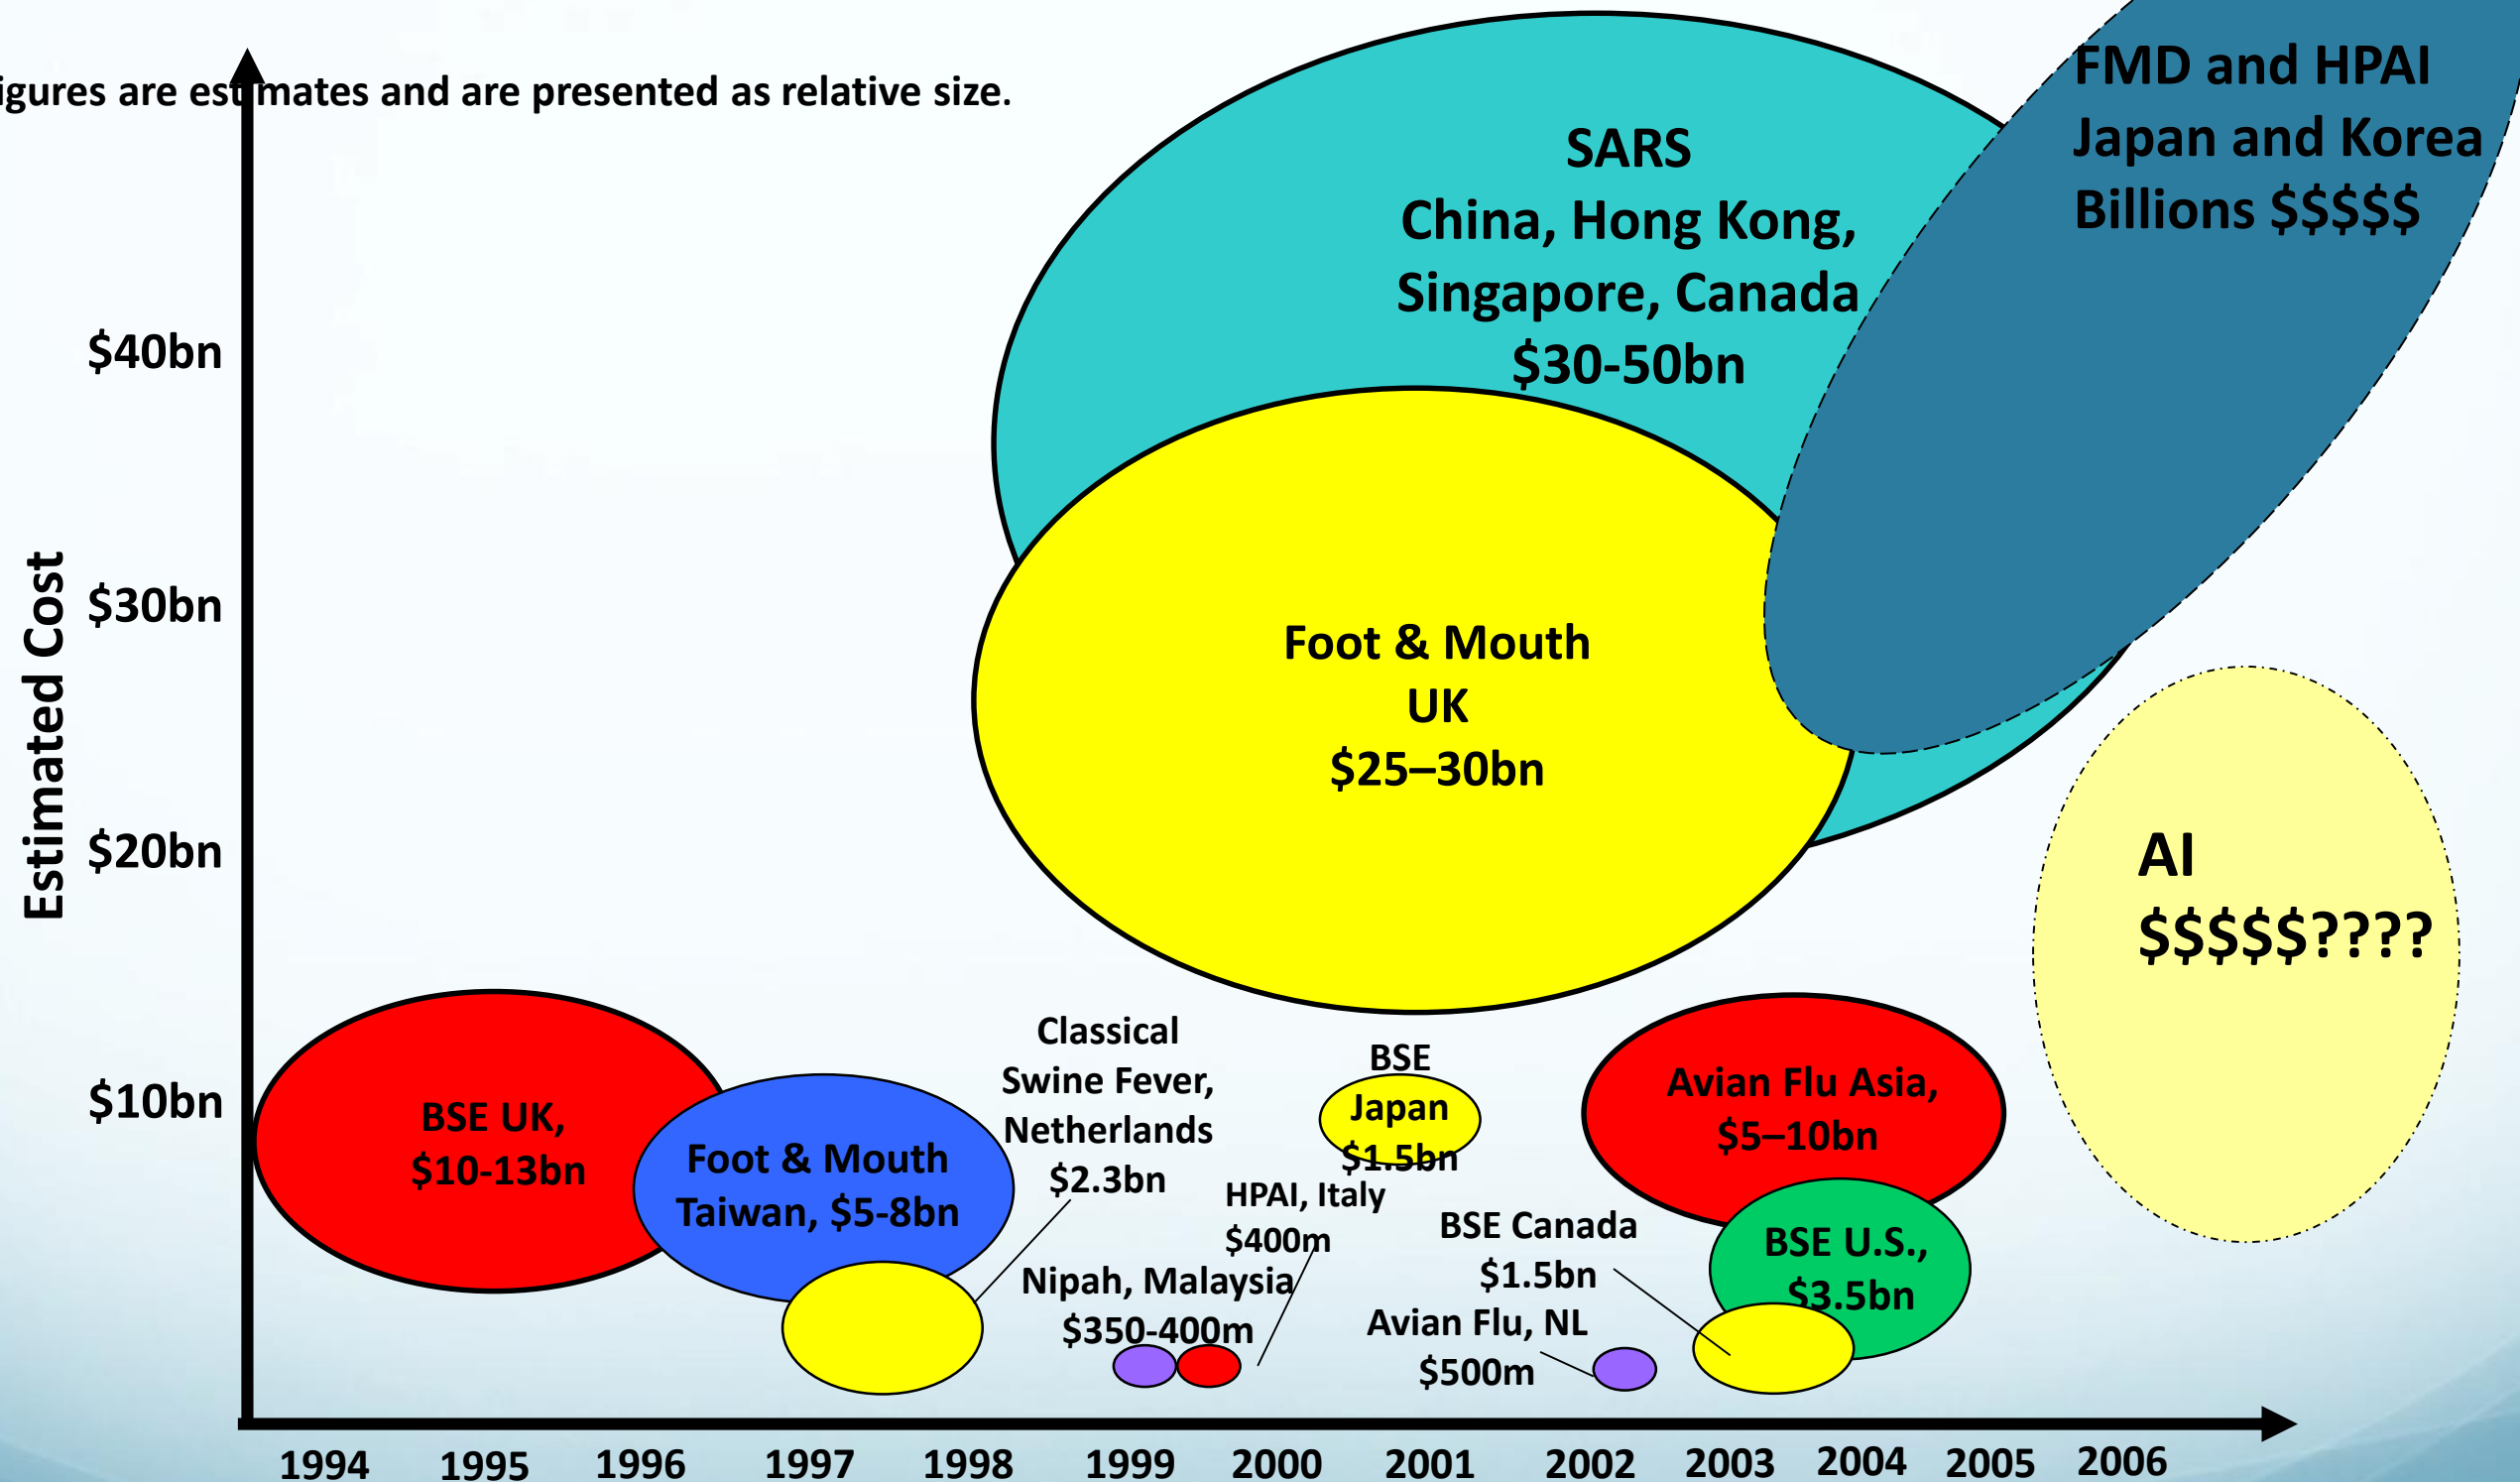 igures are estimates and are presented as relative size.
FMD and HPAI
Japan and Korea
Billions $$$$$
SARS
China, Hong Kong,
Singapore, Canada
$30-50bn
Estimated Cost
$40bn
$30bn
$20bn
$10bn
Foot & Mouth
UK
$25–30bn
AI
$$$$$????
BSE UK,
$10-13bn
Foot & Mouth
Taiwan, $5-8bn
Classical
Swine Fever,
Netherlands
$2.3bn
BSE
Japan
$1.5bn
HPAI, Italy
$400m
Nipah, Malaysia
$350-400m
Avian Flu Asia,
$5–10bn
BSE Canada
$1.5bn
BSE U.S.,
$3.5bn
Avian Flu, NL
$500m
1994 1995 1996 1997 1998 1999 2000 2001 2002 2003 2004 2005 2006